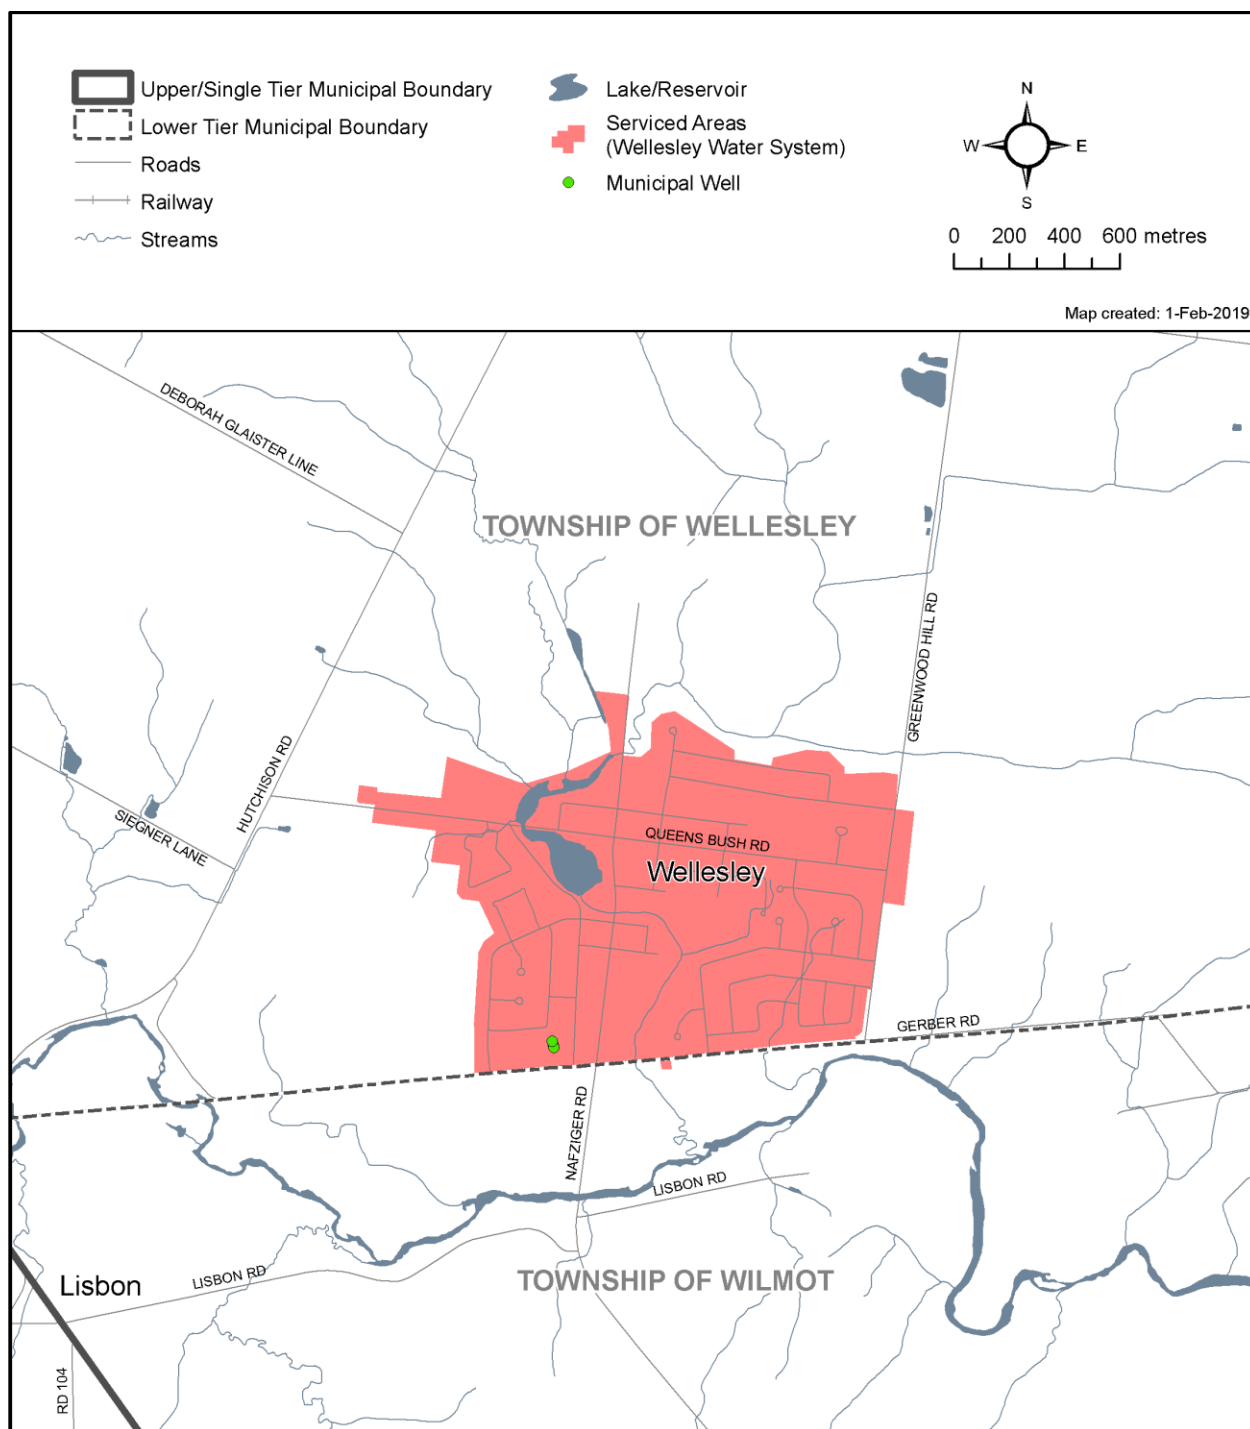 Upper/Single Tier Municipal Boundary
Lower Tier Municipal Boundary
Roads
Railway
Streams
Lake/Reservoir
Serviced Areas
(Wellesley Water System)
Municipal Well
N
W
E
S
0 200 400 600 metres
Map created: 1-Feb-2019
DEBORAH GLAISTER LINE
TOWNSHIP OF WELLESLEY
GREENWOOD HILL RD
HUTCHISON RD
SIEGNER LANE
QUEENS BUSH RD
Wellesley
GERBER RD
NAFZIGER RD
LISBON RD
LISBON RD
TOWNSHIP OF WILMOT
Lisbon
RD 104